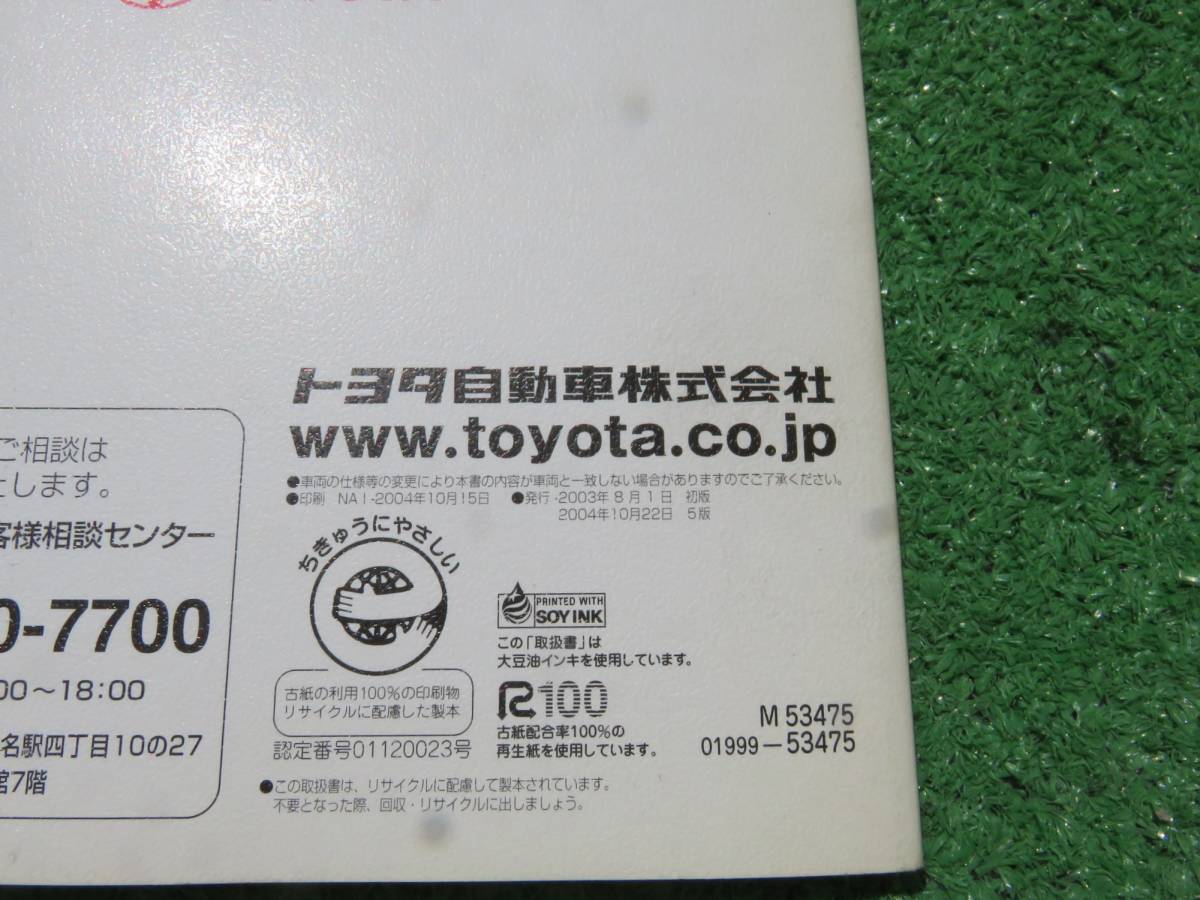 トヨタ自動車株式会社
www.toyota.co.jp
●車両の仕様等の変更により本書の内容が車両と一致しない場合がありますのでご了承ください。
●印刷 NAI-2004年10月15日 ●発行-2003年8月1日 初版
2004年10月22日 5版
ご相談は
たします。
客様相談センター
0-7700
00～18:00
名駅四丁目10の27
館7階
ちきゅうにやさしい
古紙の利用100%の印刷物
リサイクルに配慮した製本
認定番号01120023号
PRINTED WITH
SOY INK
この「取扱書」は
大豆油インキを使用しています。
R100
古紙配合率100%の
再生紙を使用しています。
M 53475
01999-53475
●この取扱書は、リサイクルに配慮して製本されています。
不要となった際、回収・リサイクルに出しましょう。